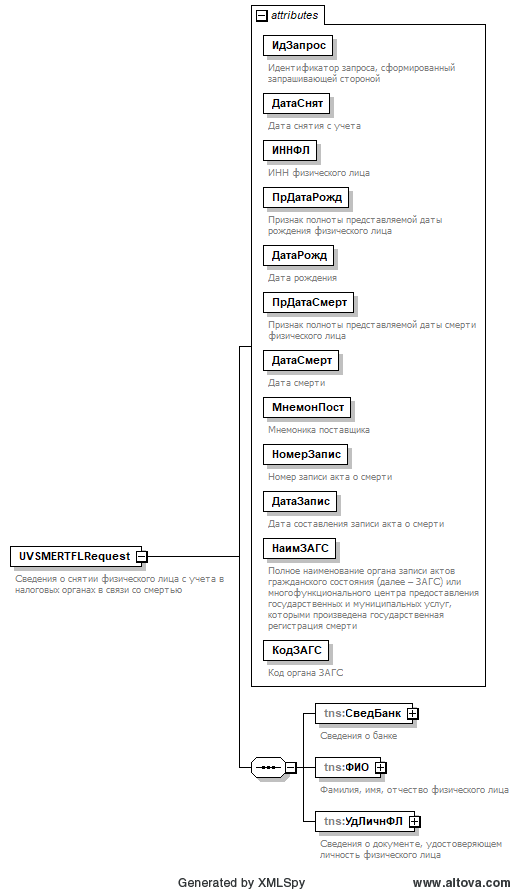 attributes
ИдЗапрос
Идентификатор запроса, сформированный
запрашивающей стороной
ДатаСнят
Дата снятия с учета
ИННФЛ
ИНН физического лица
ПрДатаРожд
Признак полноты представляемой даты
рождения физического лица
ДатаРожд
Дата рождения
ПрДатаСмерт
Признак полноты представляемой даты смерти
физического лица
ДатаСмерт
Дата смерти
МнемонПост
Мнемоника поставщика
НомерЗапис
Номер записи акта о смерти
ДатаЗапис
Дата составления записи акта о смерти
НаимЗАГС
Полное наименование органа записи актов
гражданского состояния (далее – ЗАГС) или
многофункционального центра предоставления
государственных и муниципальных услуг,
которыми произведена государственная
регистрация смерти
КодЗАГС
Код органа ЗАГС
UVSMERTFLRequest
Сведения о снятии физического лица с учета в
налоговых органах в связи со смертью
tns:СведБанк
Сведения о банке
tns:ФИО
Фамилия, имя, отчество физического лица
tns:УдЛичнФЛ
Сведения о документе, удостоверяющем
личность физического лица
Generated by XMLSpy
www.altova.com